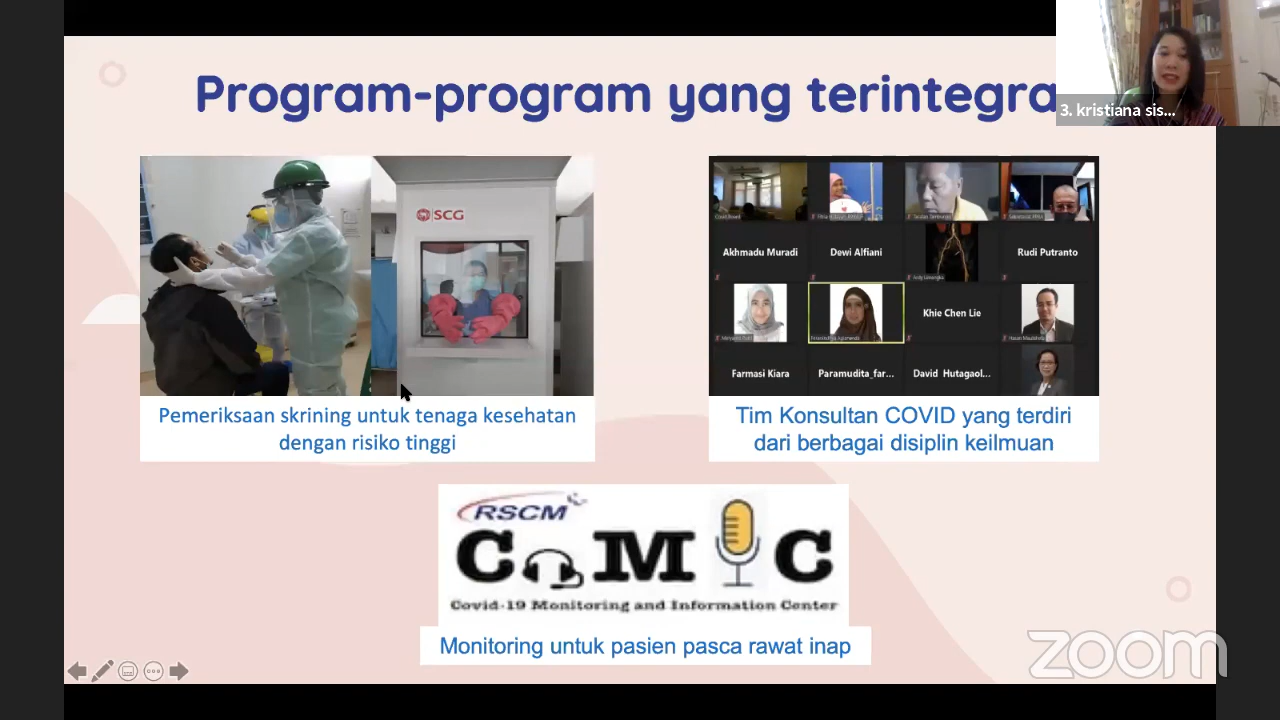 Program-program yang terintegra
3. kristiana sis...
SCG
Akhmadu Muradi
Dewi Alfiani
Rudi Putranto
Khie Chen Lie
Farmasi Kiara
Paramudita_far...
David Hutagaol...
Pemeriksaan skrining untuk tenaga kesehatan
dengan risiko tinggi
Tim Konsultan COVID yang terdiri
dari berbagai disiplin keilmuan
RSCM
CoMIC
Covid-19 Monitoring and Information Center
Monitoring untuk pasien pasca rawat inap
zoom